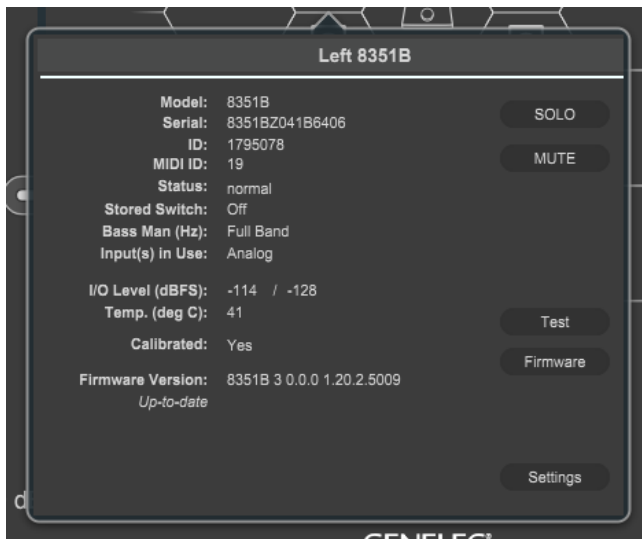 Left 8351B
Model: 8351B
Serial: 8351BZ041B6406
ID: 1795078
MIDI ID: 19
Status: normal
Stored Switch: Off
Bass Man (Hz): Full Band
Input(s) in Use: Analog
I/O Level (dBFS): -114 / -128
Temp. (deg C): 41
Calibrated: Yes
Firmware Version: 8351B 3 0.0.0 1.20.2.5009
Up-to-date
SOLO
MUTE
Test
Firmware
Settings
GENELEC